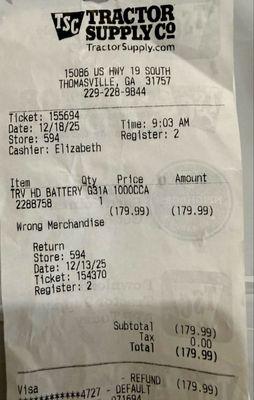 TSC TRACTOR
SUPPLY CO
TractorSupply.com
15086 US HWY 19 SOUTH
THOMASVILLE, GA 31757
229-228-9844
Ticket: 155694
Date: 12/18/25 Time: 9:03 AM
Store: 594 Register: 2
Cashier: Elizabeth
Item Qty Price Amount
TRV HD BATTERY G31A 1000CCA
2288758 1
(179.99) (179.99)
Wrong Merchandise
Return
Store: 594
Date: 12/13/25
Ticket: 154370
Register: 2
Subtotal (179.99)
Tax 0.00
Total (179.99)
- REFUND
Visa (179.99)
************4727 - DEFAULT